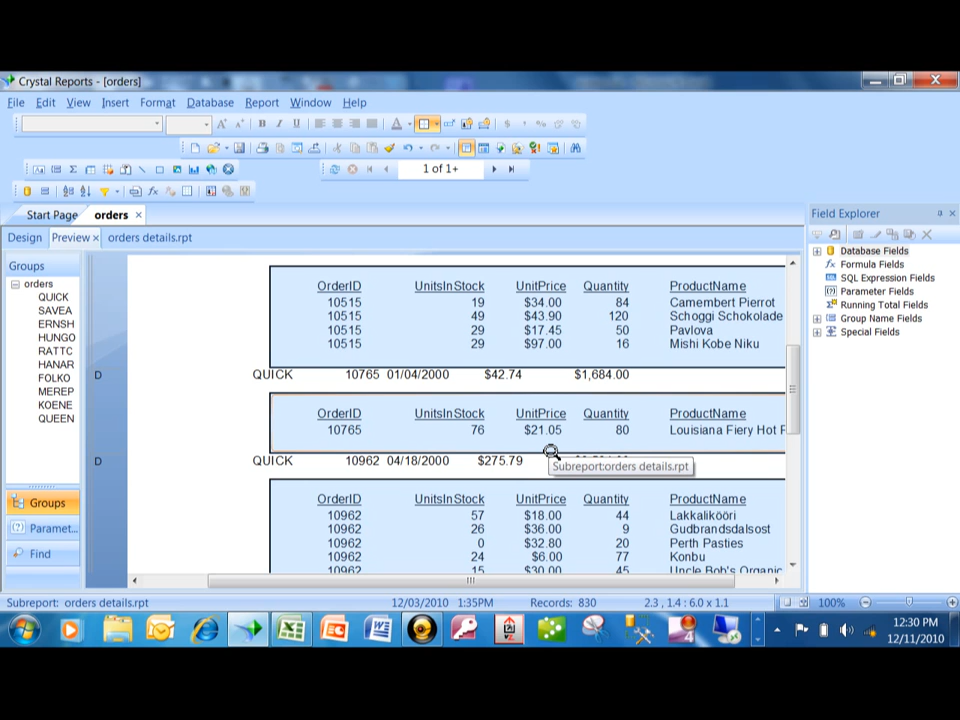 Crystal Reports - [orders]
File Edit View Insert Format Database Report Window Help
1 of 1+
Start Page orders ×
Design Preview × orders details.rpt
Field Explorer
Groups
orders
QUICK
SAVEA
ERNSH
HUNGO
RATTC
HANAR
FOLKO
MEREP
KOENE
QUEEN
Groups
Paramet...
Find
OrderID UnitsInStock UnitPrice Quantity ProductName
10515 19 $34.00 84 Camembert Pierrot
10515 49 $43.90 120 Schoggi Schokolade
10515 29 $17.45 50 Pavlova
10515 29 $97.00 16 Mishi Kobe Niku
D QUICK 10765 01/04/2000 $42.74 $1,684.00
OrderID UnitsInStock UnitPrice Quantity ProductName
10765 76 $21.05 80 Louisiana Fiery Hot
D QUICK 10962 04/18/2000 $275.79
Subreport:orders details.rpt
OrderID UnitsInStock UnitPrice Quantity ProductName
10962 57 $18.00 44 Lakkalikööri
10962 26 $36.00 9 Gudbrandsdalsost
10962 0 $32.80 20 Perth Pasties
10962 24 $6.00 77 Konbu
10962 15 $30.00 45 Uncle Bob's Organic
Database Fields
Formula Fields
SQL Expression Fields
Parameter Fields
Running Total Fields
Group Name Fields
Special Fields
Subreport: orders details.rpt 12/03/2010 1:35PM Records: 830 2.3 , 1.4 : 6.0 x 1.1 100%
12:30 PM
12/11/2010